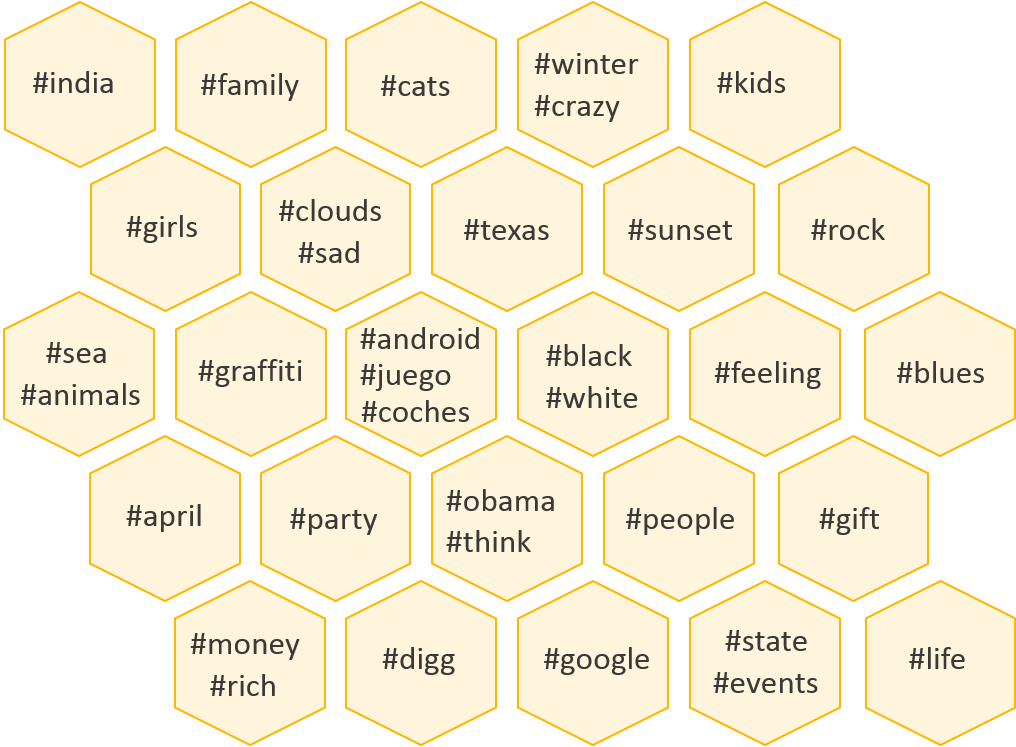 #india
#family
#cats
#winter
#crazy
#kids
#girls
#clouds
#sad
#texas
#sunset
#rock
#sea
#animals
#graffiti
#android
#juego
#coches
#black
#white
#feeling
#blues
#april
#party
#obama
#think
#people
#gift
#money
#rich
#digg
#google
#state
#events
#life